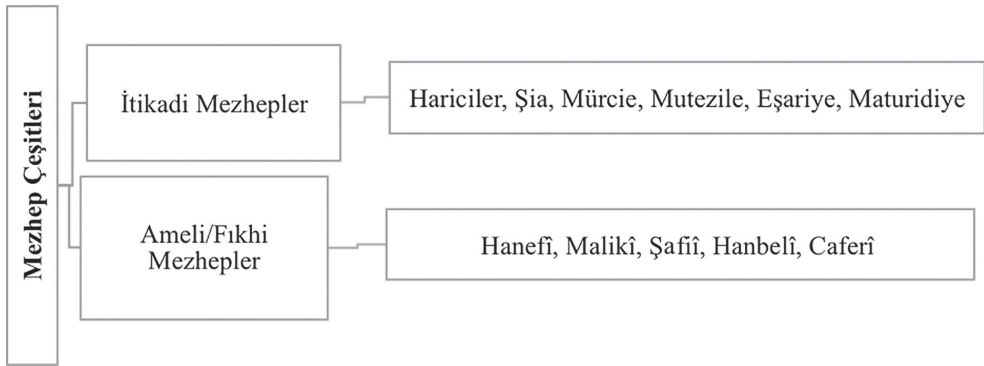 Mezhep Çeşitleri
İtikadi Mezhepler
Hariciler, Şia, Mürcie, Mutezile, Eşariye, Maturidiye
Ameli/Fıkhi
Mezhepler
Hanefî, Malikî, Şafiî, Hanbelî, Caferî